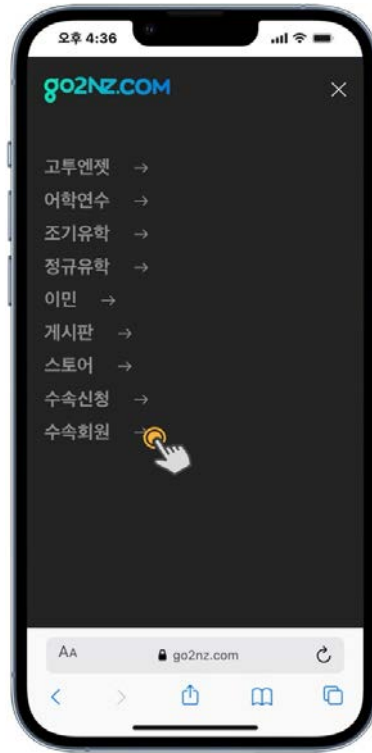 오후 4:36
go2NZ.COM
고투엔젯 →
어학연수 →
조기유학 →
정규유학 →
이민 →
게시판 →
스토어 →
수속신청 →
수속회원 →
AA go2nz.com